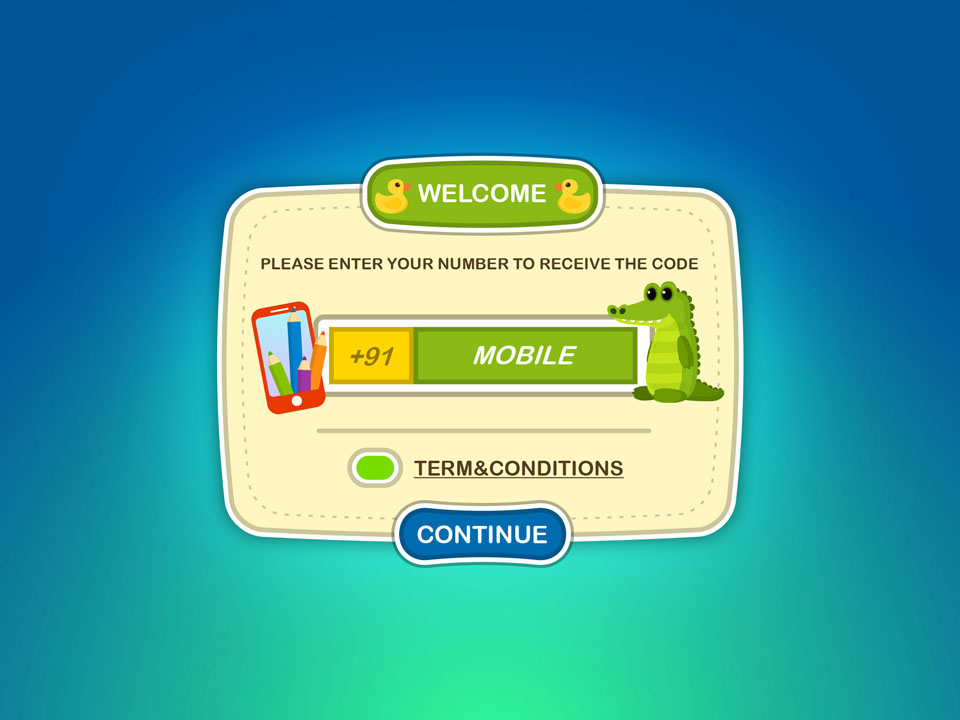 WELCOME
PLEASE ENTER YOUR NUMBER TO RECEIVE THE CODE
+91 MOBILE
TERM&CONDITIONS
CONTINUE